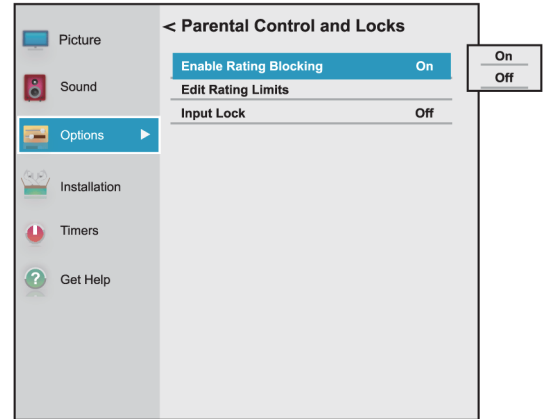 < Parental Control and Locks
Picture
Sound
Options
Installation
Timers
Get Help
Enable Rating Blocking On
Edit Rating Limits
Input Lock Off
On
Off